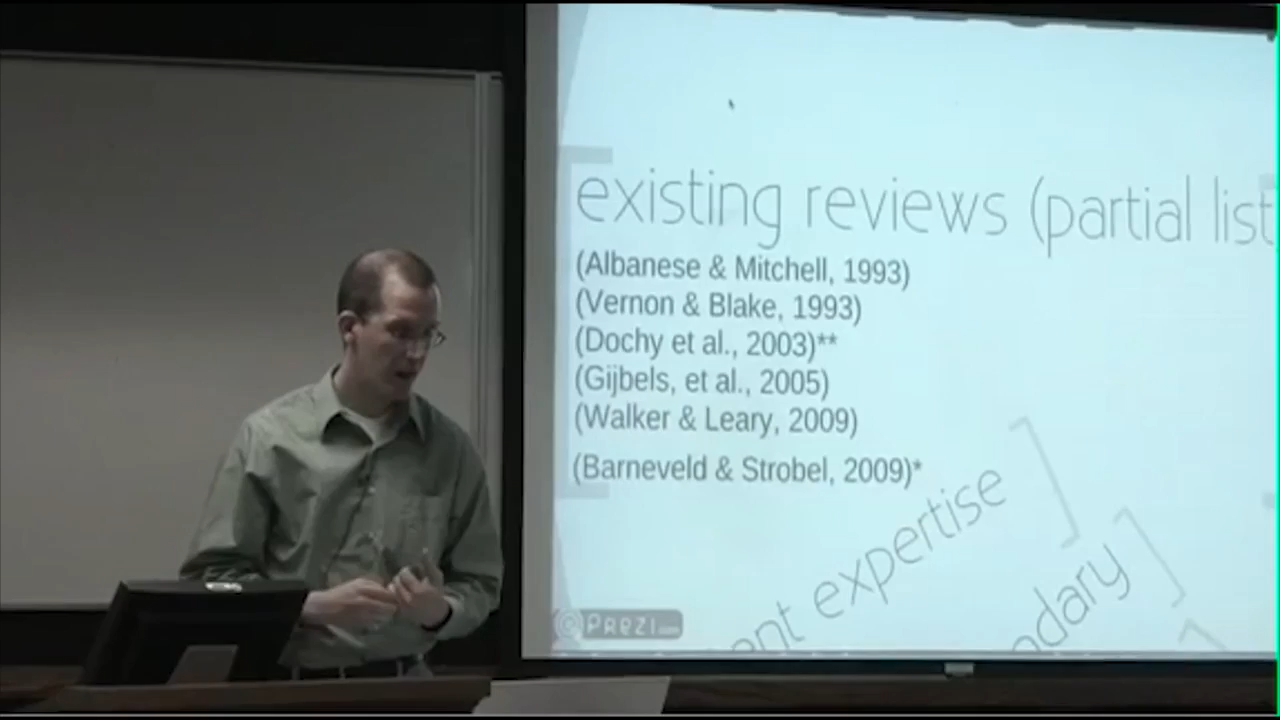 existing reviews (partial list
(Albanese & Mitchell, 1993)
(Vernon & Blake, 1993)
(Dochy et al., 2003)**
(Gijbels, et al., 2005)
(Walker & Leary, 2009)
(Barneveld & Strobel, 2009)*
expertise
Prezi.com